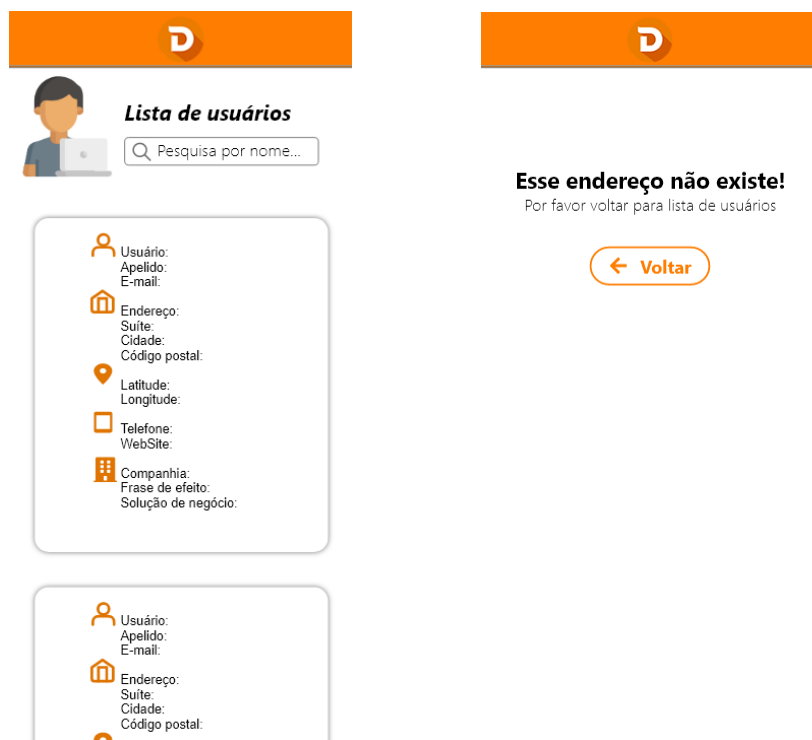 D
Lista de usuários
Pesquisa por nome...
Usuário:
Apelido:
E-mail:
Endereço:
Suíte:
Cidade:
Código postal:
Latitude:
Longitude:
Telefone:
WebSite:
Companhia:
Frase de efeito:
Solução de negócio:
Usuário:
Apelido:
E-mail:
Endereço:
Suíte:
Cidade:
Código postal:
D
Esse endereço não existe!
Por favor voltar para lista de usuários
Voltar